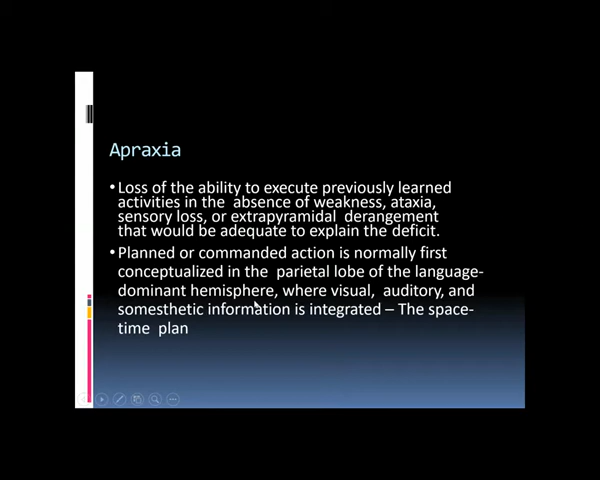 Apraxia
• Loss of the ability to execute previously learned
activities in the absence of weakness, ataxia,
sensory loss, or extrapyramidal derangement
that would be adequate to explain the deficit.
• Planned or commanded action is normally first
conceptualized in the parietal lobe of the language-
dominant hemisphere, where visual, auditory, and
somesthetic information is integrated – The space-
time plan